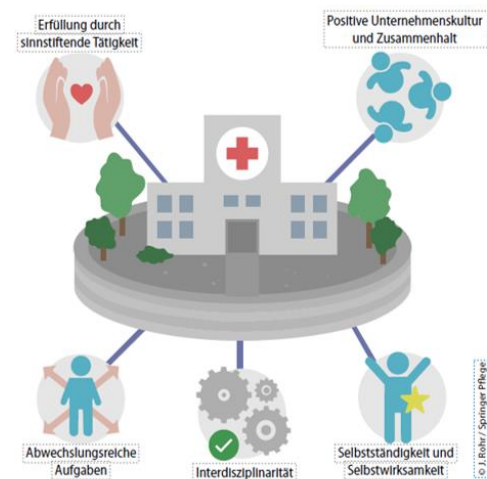 Erfüllung durch
sinnstiftende Tätigkeit
Positive Unternehmenskultur
und Zusammenhalt
Abwechslungsreiche
Aufgaben
Interdisziplinarität
Selbstständigkeit und
Selbstwirksamkeit
© J. Rohr / Springer Pflege